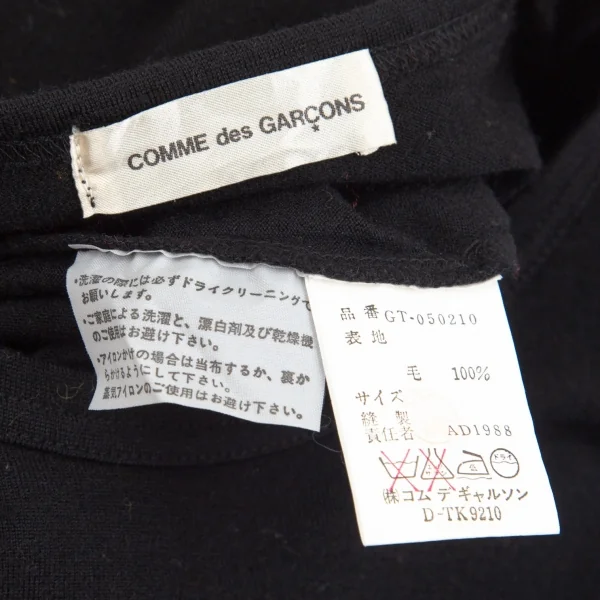 COMME des GARÇONS
・洗濯の際には必ずドライクリーニングで
お願いします。
・ご家庭による洗濯と、漂白剤及び乾燥機
のご使用はお避け下さい。
・アイロンかけの場合は当布するか、裏か
らかけるようにして下さい。
蒸気アイロンのご使用はお避け下さい。
品番 GT-050210
表地
毛 100%
サイズ
縫製
責任者 AD1988
ドライ
㈱コム デ ギャルソン
D-TK9210